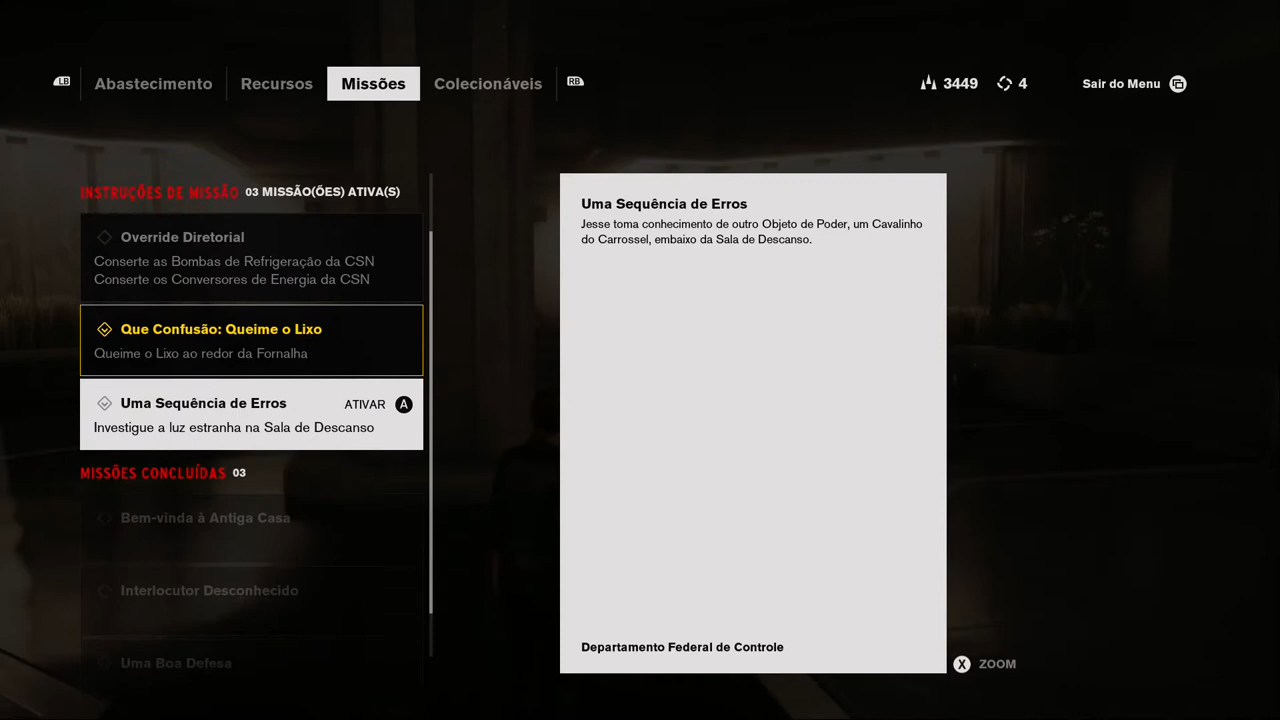 LB
Abastecimento
Recursos
Missões
Colecionáveis
RB
3449
4
Sair do Menu
INSTRUÇÕES DE MISSÃO 03 MISSÃO(ÕES) ATIVA(S)
Override Diretorial
Conserte as Bombas de Refrigeração da CSN
Conserte os Conversores de Energia da CSN
Que Confusão: Queime o Lixo
Queime o Lixo ao redor da Fornalha
Uma Sequência de Erros ATIVAR A
Investigue a luz estranha na Sala de Descanso
MISSÕES CONCLUÍDAS 03
Bem-vinda à Antiga Casa
Interlocutor Desconhecido
Uma Boa Defesa
Uma Sequência de Erros
Jesse toma conhecimento de outro Objeto de Poder, um Cavalinho
do Carrossel, embaixo da Sala de Descanso.
Departamento Federal de Controle
X ZOOM